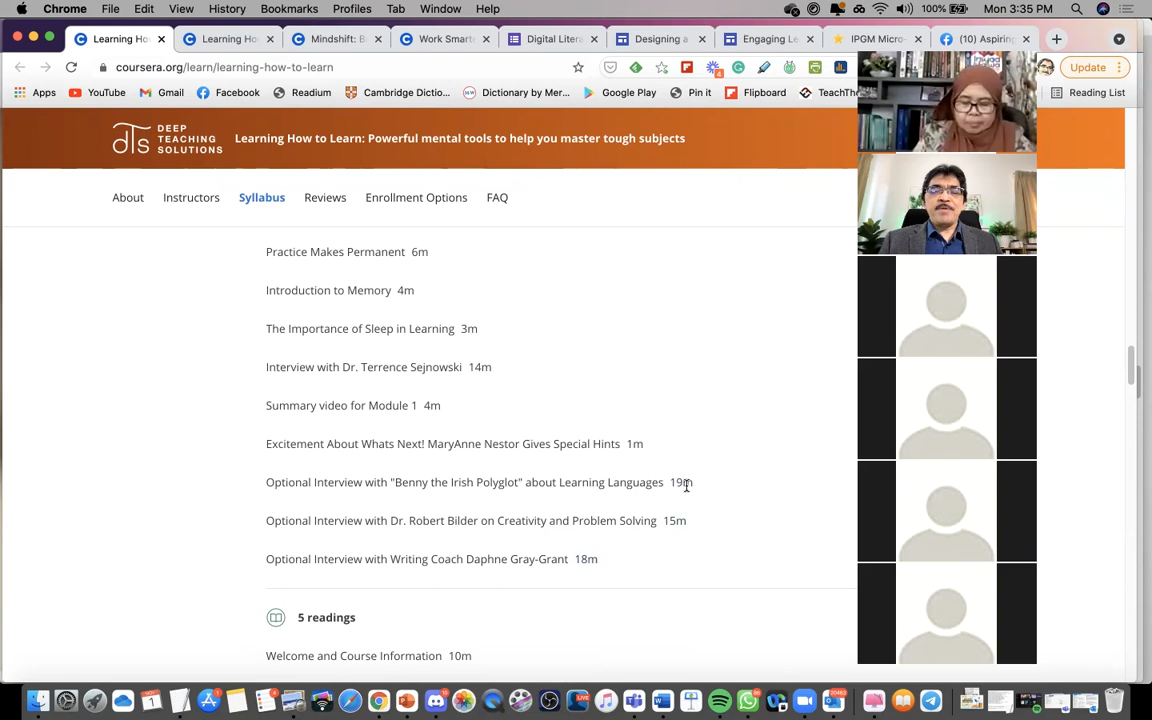 Chrome File Edit View History Bookmarks Profiles Tab Window Help 100% Mon 3:35 PM
Learning Ho Learning Ho Mindshift: B Work Smart Digital Litera Designing a Engaging Le IPGM Micro- (10) Aspiring
coursera.org/learn/learning-how-to-learn 4 Update
Apps YouTube Gmail Facebook Readium Cambridge Dictio... Dictionary by Mer... Google Play Pin it Flipboard TeachThe Reading List
DEEP
TEACHING
SOLUTIONS
Learning How to Learn: Powerful mental tools to help you master tough subjects
About Instructors Syllabus Reviews Enrollment Options FAQ
Practice Makes Permanent 6m
Introduction to Memory 4m
The Importance of Sleep in Learning 3m
Interview with Dr. Terrence Sejnowski 14m
Summary video for Module 1 4m
Excitement About Whats Next! MaryAnne Nestor Gives Special Hints 1m
Optional Interview with "Benny the Irish Polyglot" about Learning Languages 19m
Optional Interview with Dr. Robert Bilder on Creativity and Problem Solving 15m
Optional Interview with Writing Coach Daphne Gray-Grant 18m
5 readings
Welcome and Course Information 10m